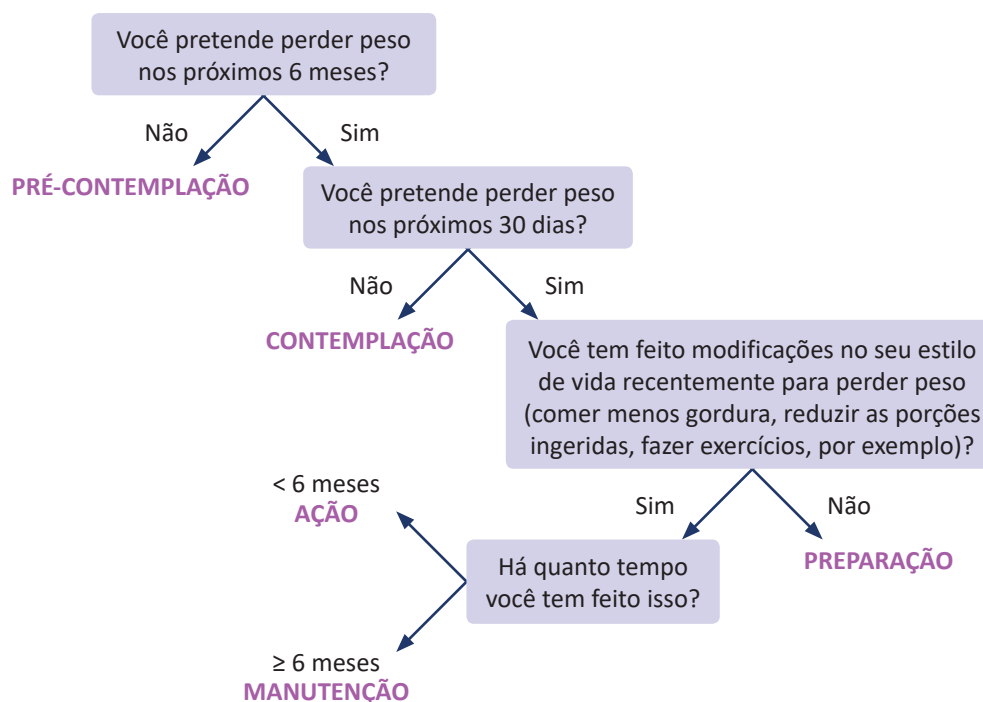 Você pretende perder peso
nos próximos 6 meses?
Não
Sim
PRÉ-CONTEMPLAÇÃO
Você pretende perder peso
nos próximos 30 dias?
Não
Sim
CONTEMPLAÇÃO
Você tem feito modificações no seu estilo
de vida recentemente para perder peso
(comer menos gordura, reduzir as porções
ingeridas, fazer exercícios, por exemplo)?
Sim
Não
PREPARAÇÃO
Há quanto tempo
você tem feito isso?
< 6 meses
AÇÃO
≥ 6 meses
MANUTENÇÃO